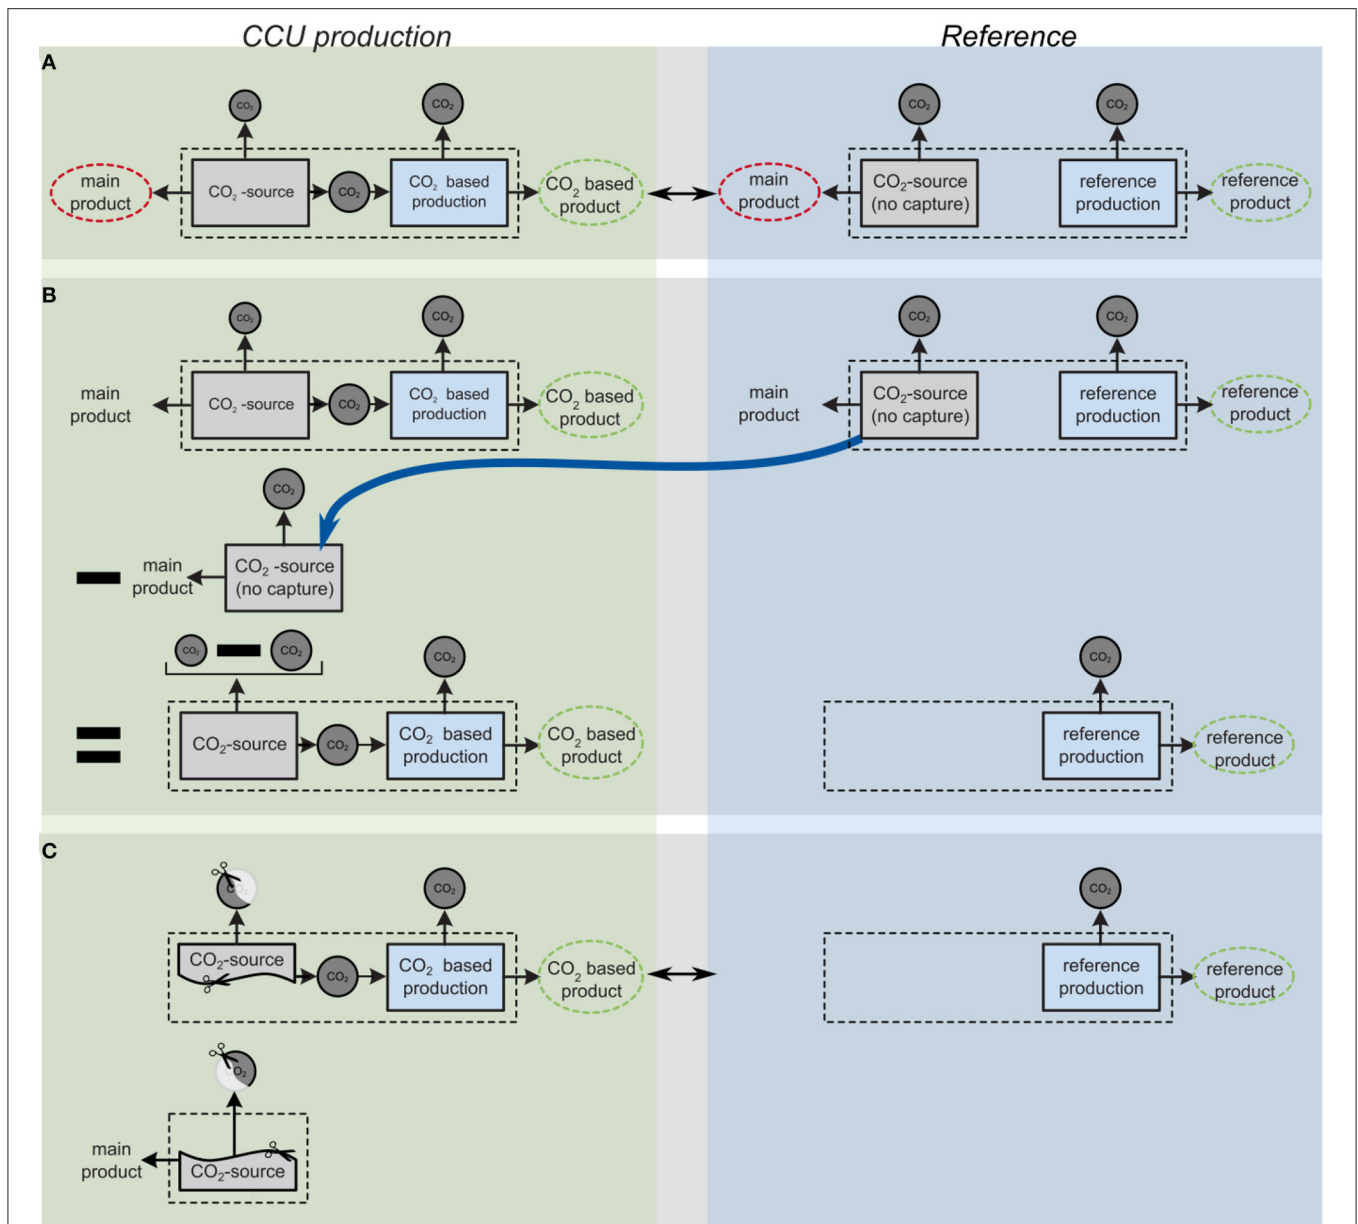 CCU production
Reference
A
CO2
CO2
CO2
CO2
main
product
CO2 -source
CO2
CO2 based
production
CO2 based
product
main
product
CO2-source
(no capture)
reference
production
reference
product
B
CO2
CO2
CO2
CO2
main
product
CO2 -source
CO2
CO2 based
production
CO2 based
product
main
product
CO2-source
(no capture)
reference
production
reference
product
CO2
main
product
CO2 -source
(no capture)
CO2
CO2
CO2
CO2
CO2-source
CO2
CO2 based
production
CO2 based
product
reference
production
reference
product
C
CO2
CO2
CO2
CO2-source
CO2
CO2 based
production
CO2 based
product
reference
production
reference
product
CO2
main
product
CO2-source